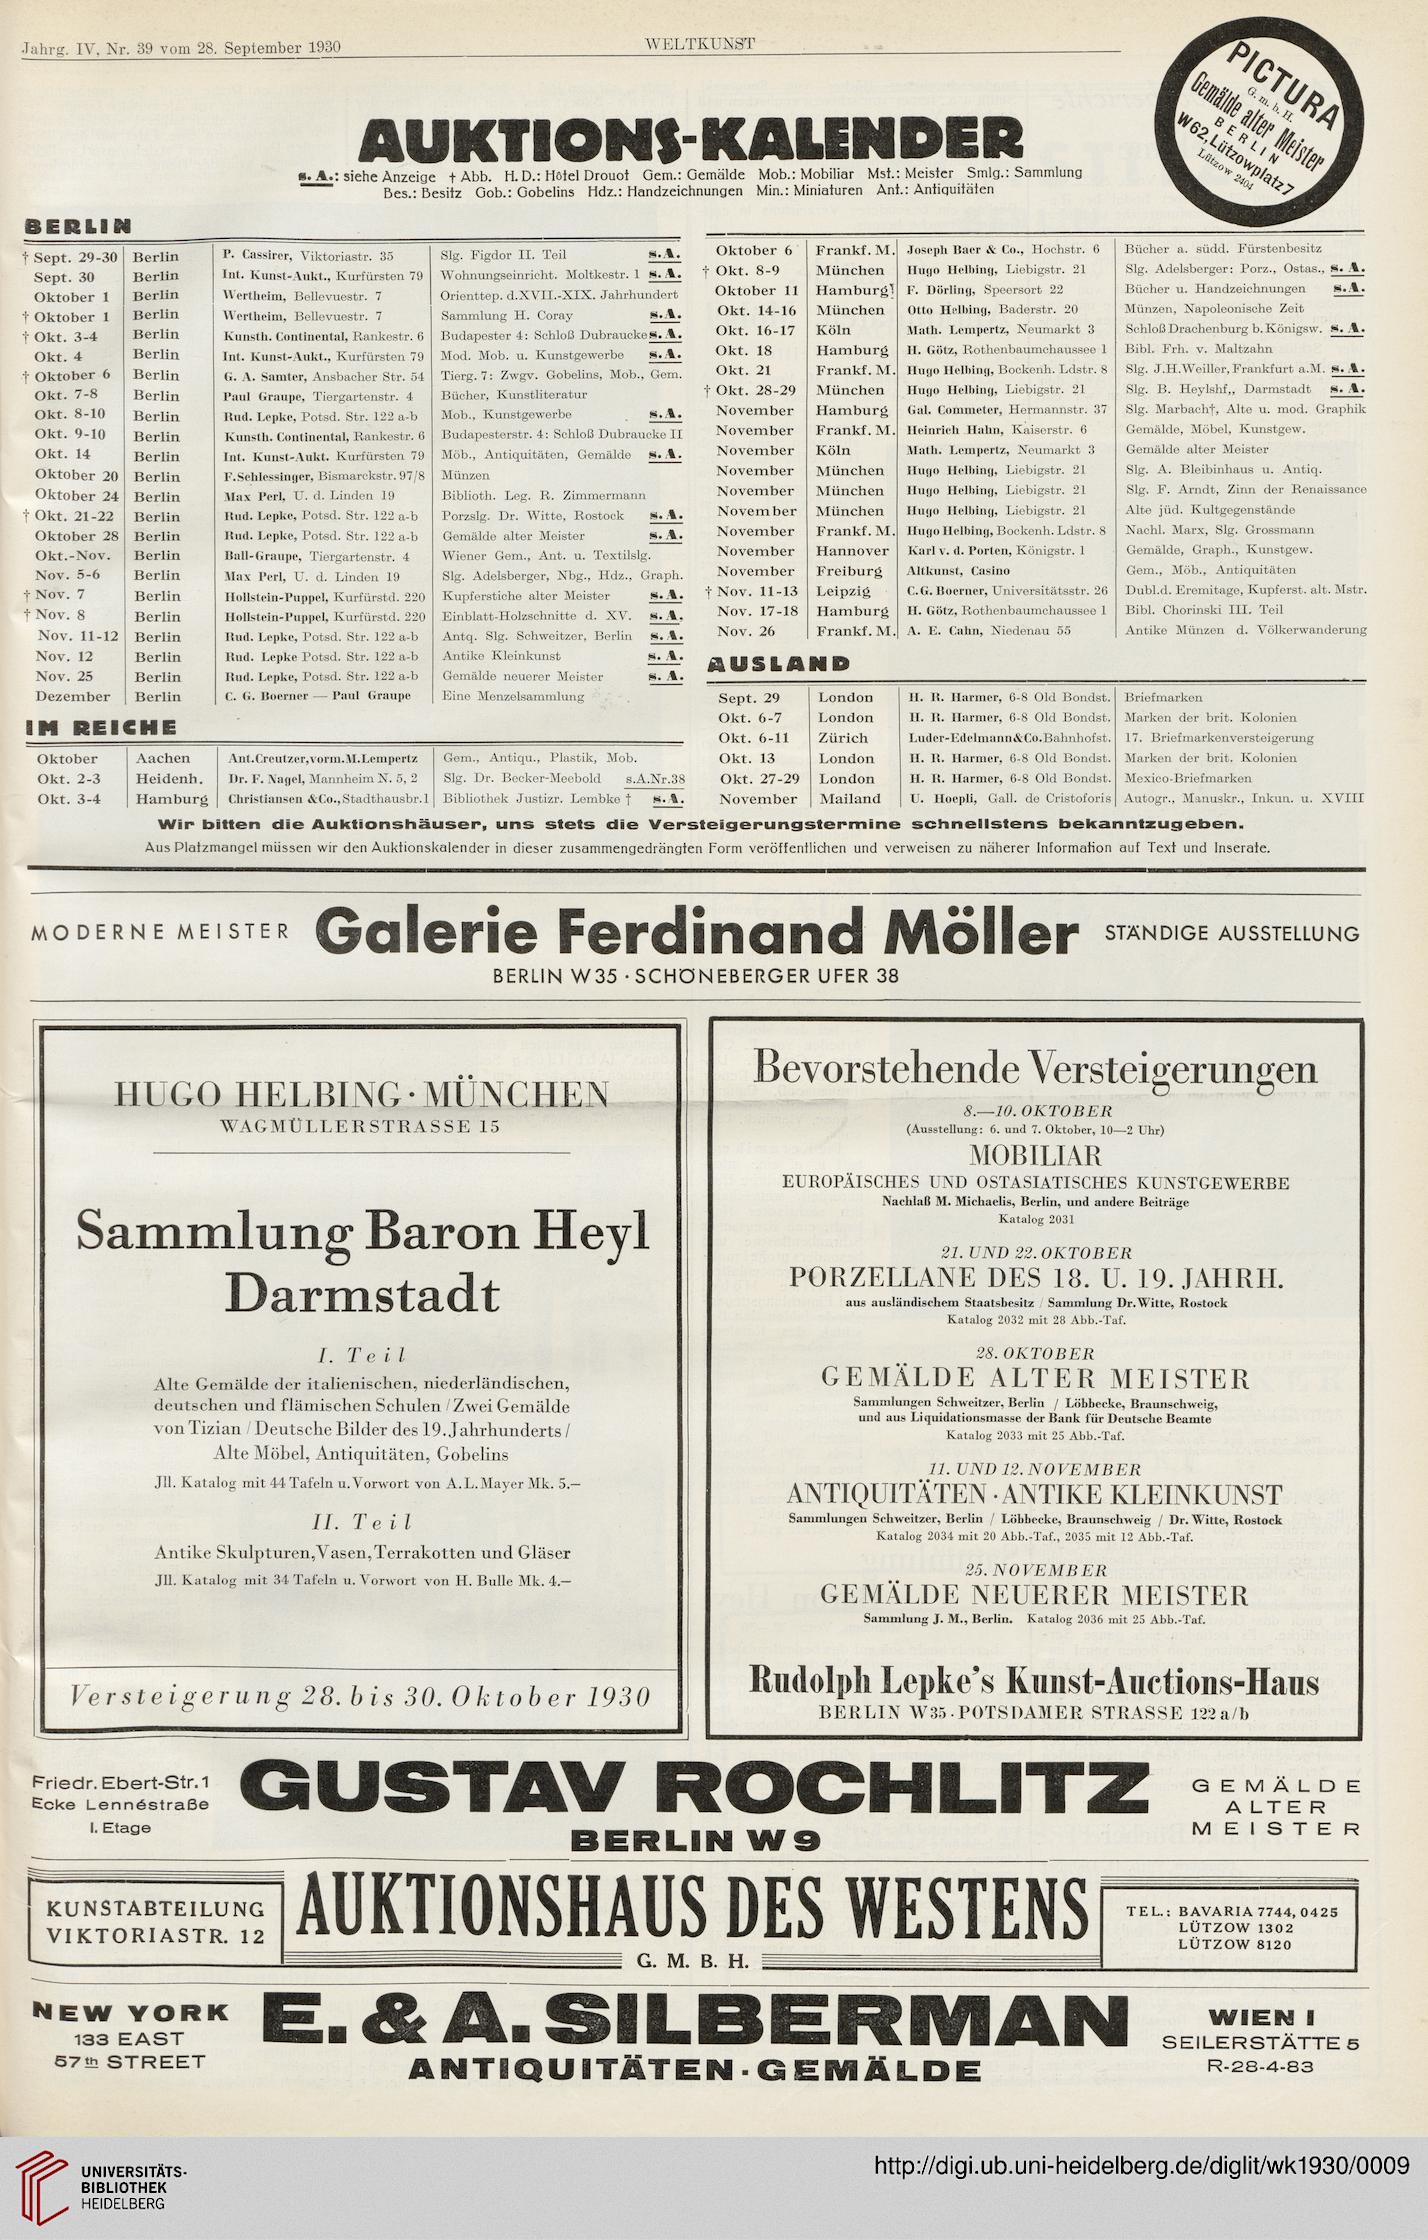 Jahrg. IV, Nr. 39 vom 28. September 1930
WELTKUNST
PICTURA
G. m. b. H.
Gemälde alter Meister
BERLIN
W62, Lützowplatz 7
Lützow 2404
AUKTIONS-KALENDER
s. A.: siehe Anzeige † Abb. H. D.: Hôtel Drouot Gem.: Gemälde Mob.: Mobiliar Mst.: Meister Smlg.: Sammlung
Bes.: Besitz Gob.: Gobelins Hdz.: Handzeichnungen Min.: Miniaturen Ant.: Antiquitäten
BERLIN
† Sept. 29-30 Berlin P. Cassirer, Viktoriastr. 35 Slg. Figdor II. Teil s. A.
Sept. 30 Berlin Int. Kunst-Aukt., Kurfürsten 79 Wohnungseinricht. Moltkestr. 1 s. A.
Oktober 1 Berlin Wertheim, Bellevuestr. 7 Orienttep. d. XVII.-XIX. Jahrhundert
† Oktober 1 Berlin Wertheim, Bellevuestr. 7 Sammlung H. Coray s. A.
† Okt. 3-4 Berlin Kunsth. Continental, Rankestr. 6 Budapester 4: Schloß Dubraucke s. A.
Okt. 4 Berlin Int. Kunst-Aukt., Kurfürsten 79 Mod. Mob. u. Kunstgewerbe s. A.
† Oktober 6 Berlin G. A. Samter, Ansbacher Str. 54 Tierg. 7: Zwgv. Gobelins, Mob., Gem.
Okt. 7-8 Berlin Paul Graupe, Tiergartenstr. 4 Bücher, Kunstliteratur
Okt. 8-10 Berlin Rud. Lepke, Potsd. Str. 122 a-b Mob., Kunstgewerbe s. A.
Okt. 9-10 Berlin Kunsth. Continental, Rankestr. 6 Budapesterstr. 4: Schloß Dubraucke II
Okt. 14 Berlin Int. Kunst-Aukt. Kurfürsten 79 Möb., Antiquitäten, Gemälde s. A.
Oktober 20 Berlin F. Schlessinger, Bismarckstr. 97/8 Münzen
Oktober 24 Berlin Max Perl, U. d. Linden 19 Biblioth. Leg. R. Zimmermann
† Okt. 21-22 Berlin Rud. Lepke, Potsd. Str. 122 a-b Porzslg. Dr. Witte, Rostock s. A.
Oktober 28 Berlin Rud. Lepke, Potsd. Str. 122 a-b Gemälde alter Meister s. A.
Okt.-Nov. Berlin Ball-Graupe, Tiergartenstr. 4 Wiener Gem., Ant. u. Textilslg.
Nov. 5-6 Berlin Max Perl, U. d. Linden 19 Slg. Adelsberger, Nbg., Hdz., Graph.
† Nov. 7 Berlin Hollstein-Puppel, Kurfürstd. 220 Kupferstiche alter Meister s. A.
† Nov. 8 Berlin Hollstein-Puppel, Kurfürstd. 220 Einblatt-Holzschnitte d. XV. s. A.
Nov. 11-12 Berlin Rud. Lepke, Potsd. Str. 122 a-b Antq. Slg. Schweitzer, Berlin s. A.
Nov. 12 Berlin Rud. Lepke Potsd. Str. 122 a-b Antike Kleinkunst s. A.
Nov. 25 Berlin Rud. Lepke, Potsd. Str. 122 a-b Gemälde neuerer Meister s. A.
Dezember Berlin C. G. Boerner — Paul Graupe Eine Menzelsammlung
IM REICHE
Oktober Aachen Ant. Creutzer, vorm. M. Lempertz Gem., Antiqu., Plastik, Mob.
Okt. 2-3 Heidenh. Dr. F. Nagel, Mannheim N. 5, 2 Slg. Dr. Becker-Meebold s. A. Nr. 38
Okt. 3-4 Hamburg Christiansen & Co., Stadthausbr. 1 Bibliothek Justizr. Lembke † s. A.
Oktober 6 Frankf. M. Joseph Baer & Co., Hochstr. 6 Bücher a. südd. Fürstenbesitz
† Okt. 8-9 München Hugo Helbing, Liebigstr. 21 Slg. Adelsberger: Porz., Ostas., s. A.
Oktober 11 Hamburg F. Dörling, Speersort 22 Bücher u. Handzeichnungen s. A.
Okt. 14-16 München Otto Helbing, Baderstr. 20 Münzen, Napoleonische Zeit
Okt. 16-17 Köln Math. Lempertz, Neumarkt 3 Schloß Drachenburg b. Königsw. s. A.
Okt. 18 Hamburg H. Götz, Rothenbaumchaussee 1 Bibl. Frh. v. Maltzahn
Okt. 21 Frankf. M. Hugo Helbing, Bockenh. Ldstr. 8 Slg. J. H. Weiller, Frankfurt a. M. s. A.
† Okt. 28-29 München Hugo Helbing, Liebigstr. 21 Slg. B. Heylshf., Darmstadt s. A.
November Hamburg Gal. Commeter, Hermannstr. 37 Slg. Marbach†, Alte u. mod. Graphik
November Frankf. M. Heinrich Hahn, Kaiserstr. 6 Gemälde, Möbel, Kunstgew.
November Köln Math. Lempertz, Neumarkt 3 Gemälde alter Meister
November München Hugo Helbing, Liebigstr. 21 Slg. A. Bleibinhaus u. Antiq.
November München Hugo Helbing, Liebigstr. 21 Slg. F. Arndt, Zinn der Renaissance
November München Hugo Helbing, Liebigstr. 21 Alte jüd. Kultgegenstände
November Frankf. M. Hugo Helbing, Bockenh. Ldstr. 8 Nachl. Marx, Slg. Grossmann
November Hannover Karl v. d. Porten, Königstr. 1 Gemälde, Graph., Kunstgew.
November Freiburg Altkunst, Casino Gem., Möb., Antiquitäten
† Nov. 11-13 Leipzig C. G. Boerner, Universitätsstr. 26 Dubl. d. Eremitage, Kupferst. alt. Mstr.
Nov. 17-18 Hamburg H. Götz, Rothenbaumchaussee 1 Bibl. Chorinski III. Teil
Nov. 26 Frankf. M. A. E. Cahn, Niedenau 55 Antike Münzen d. Völkerwanderung
AUSLAND
Sept. 29 London H. R. Harmer, 6-8 Old Bondst. Briefmarken
Okt. 6-7 London H. R. Harmer, 6-8 Old Bondst. Marken der brit. Kolonien
Okt. 6-11 Zürich Luder-Edelmann & Co. Bahnhofst. 17. Briefmarkenversteigerung
Okt. 13 London H. R. Harmer, 6-8 Old Bondst. Marken der brit. Kolonien
Okt. 27-29 London H. R. Harmer, 6-8 Old Bondst. Mexico-Briefmarken
November Mailand U. Hoepli, Gall. de Cristoforis Autogr., Manuskr., Inkun. u. XVIII
Wir bitten die Auktionshäuser, uns stets die Versteigerungstermine schnellstens bekanntzugeben.
Aus Platzmangel müssen wir den Auktionskalender in dieser zusammengedrängten Form veröffentlichen und verweisen zu näherer Information auf Text und Inserate.
MODERNE MEISTER Galerie Ferdinand Möller STÄNDIGE AUSSTELLUNG
BERLIN W 35 · SCHÖNEBERGER UFER 38
HUGO HELBING · MÜNCHEN
WAGMÜLLERSTRASSE 15
Sammlung Baron Heyl
Darmstadt
I. Teil
Alte Gemälde der italienischen, niederländischen,
deutschen und flämischen Schulen / Zwei Gemälde
von Tizian / Deutsche Bilder des 19. Jahrhunderts /
Alte Möbel, Antiquitäten, Gobelins
Jll. Katalog mit 44 Tafeln u. Vorwort von A. L. Mayer Mk. 5.—
II. Teil
Antike Skulpturen, Vasen, Terrakotten und Gläser
Jll. Katalog mit 34 Tafeln u. Vorwort von H. Bulle Mk. 4.—
Versteigerung 28. bis 30. Oktober 1930
Bevorstehende Versteigerungen
8.—10. OKTOBER
(Ausstellung: 6. und 7. Oktober, 10—2 Uhr)
MOBILIAR
EUROPÄISCHES UND OSTASIATISCHES KUNSTGEWERBE
Nachlaß M. Michaelis, Berlin, und andere Beiträge
Katalog 2031
21. UND 22. OKTOBER
PORZELLANE DES 18. U. 19. JAHRH.
aus ausländischem Staatsbesitz / Sammlung Dr. Witte, Rostock
Katalog 2032 mit 28 Abb.-Taf.
28. OKTOBER
GEMÄLDE ALTER MEISTER
Sammlungen Schweitzer, Berlin / Löbbecke, Braunschweig,
und aus Liquidationsmasse der Bank für Deutsche Beamte
Katalog 2033 mit 25 Abb.-Taf.
11. UND 12. NOVEMBER
ANTIQUITÄTEN · ANTIKE KLEINKUNST
Sammlungen Schweitzer, Berlin / Löbbecke, Braunschweig / Dr. Witte, Rostock
Katalog 2034 mit 20 Abb.-Taf., 2035 mit 12 Abb.-Taf.
25. NOVEMBER
GEMÄLDE NEUERER MEISTER
Sammlung J. M., Berlin. Katalog 2036 mit 25 Abb.-Taf.
Rudolph Lepke's Kunst-Auctions-Haus
BERLIN W 35 · POTSDAMER STRASSE 122 a/b
Friedr. Ebert-Str. 1
Ecke Lennéstraße
I. Etage
GUSTAV ROCHLITZ
BERLIN W 9
GEMÄLDE
ALTER
MEISTER
KUNSTABTEILUNG
VIKTORIASTR. 12
AUKTIONSHAUS DES WESTENS
G. M. B. H.
TEL.: BAVARIA 7744, 0425
LÜTZOW 1302
LÜTZOW 8120
NEW YORK
133 EAST
57th STREET
E. & A. SILBERMAN
ANTIQUITÄTEN · GEMÄLDE
WIEN I
SEILERSTÄTTE 5
R-28-4-83
UNIVERSITÄTS-
BIBLIOTHEK
HEIDELBERG
http://digi.ub.uni-heidelberg.de/diglit/wk1930/0009